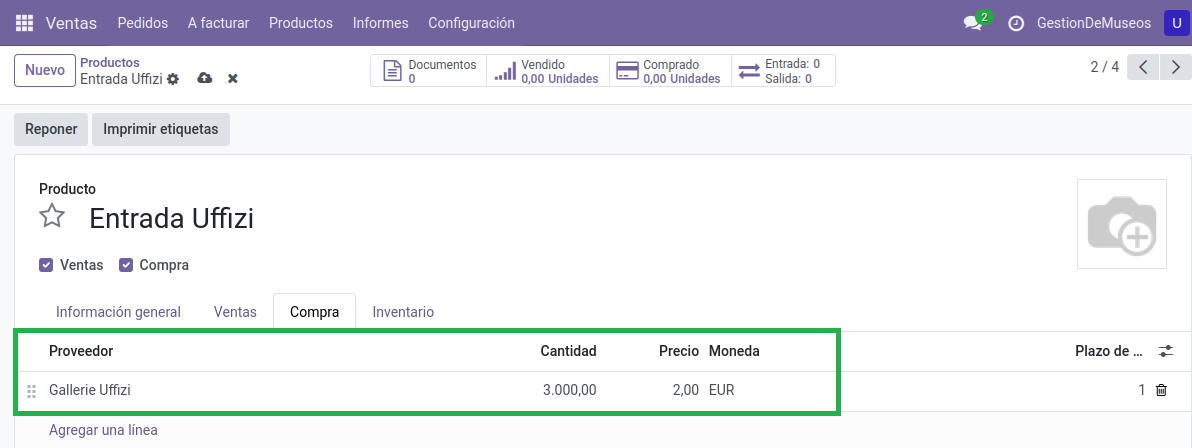 Ventas Pedidos A facturar Productos Informes Configuración 2 GestionDeMuseos U
Nuevo
Productos
Entrada Uffizi
Documentos
0
Vendido
0,00 Unidades
Comprado
0,00 Unidades
Entrada: 0
Salida: 0
2 / 4
Reponer Imprimir etiquetas
Producto
Entrada Uffizi
Ventas Compra
Información general Ventas Compra Inventario
Proveedor Cantidad Precio Moneda Plazo de ...
Gallerie Uffizi 3.000,00 2,00 EUR 1
Agregar una línea